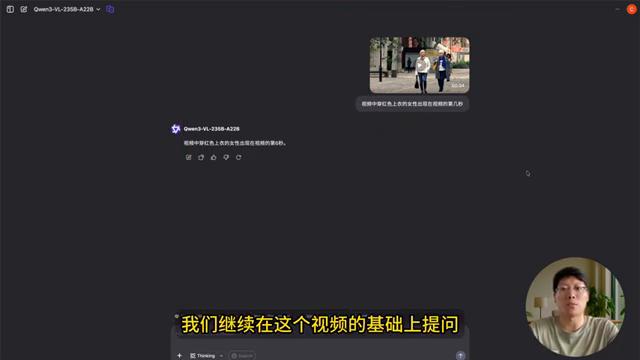 Qwen3-VL-235B-A22B
C
00:04
视频中穿红色上衣的女性出现在视频的第几秒
Qwen3-VL-235B-A22B
视频中穿红色上衣的女性出现在视频的第6秒。
我们继续在这个视频的基础上提问
Thinking
Search